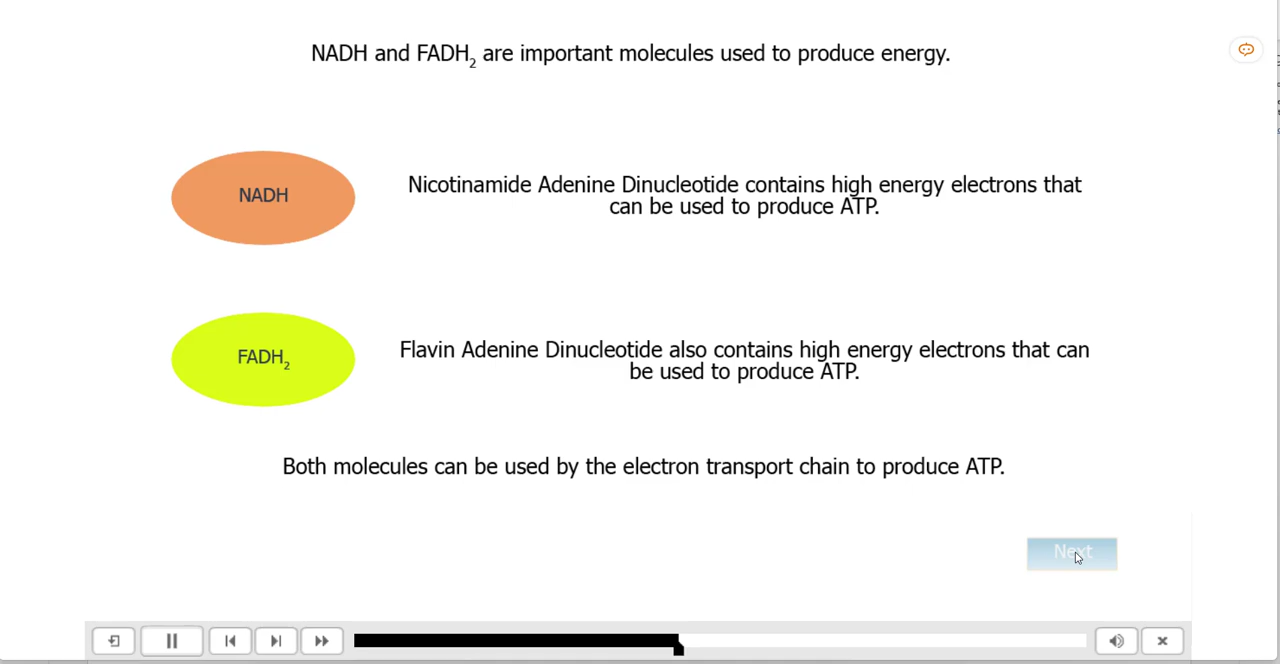 NADH and FADH₂ are important molecules used to produce energy.
NADH
Nicotinamide Adenine Dinucleotide contains high energy electrons that
can be used to produce ATP.
FADH₂
Flavin Adenine Dinucleotide also contains high energy electrons that can
be used to produce ATP.
Both molecules can be used by the electron transport chain to produce ATP.
Next